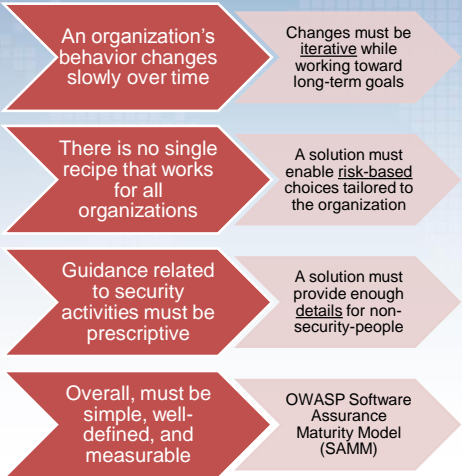 An organization's
behavior changes
slowly over time
Changes must be
iterative while
working toward
long-term goals
There is no single
recipe that works
for all
organizations
A solution must
enable risk-based
choices tailored to
the organization
Guidance related
to security
activities must be
prescriptive
A solution must
provide enough
details for non-
security-people
Overall, must be
simple, well-
defined, and
measurable
OWASP Software
Assurance
Maturity Model
(SAMM)